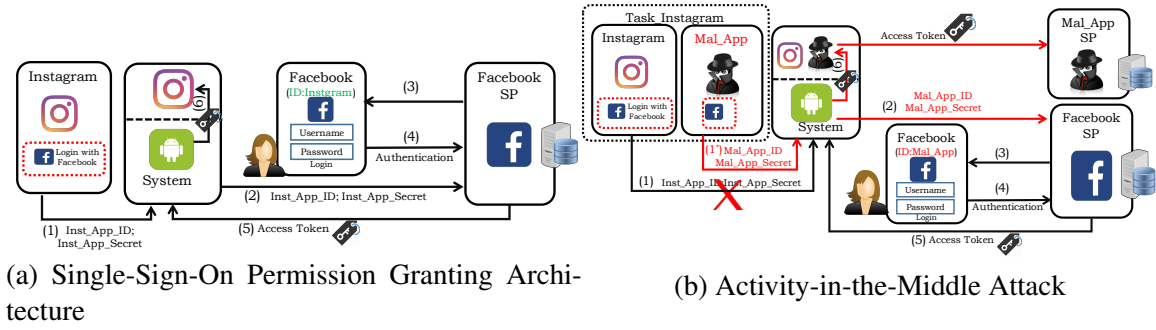 Instagram
Login with
Facebook
System
(6)
Facebook
(ID:Instgram)
Username
Password
Login
(3)
(4)
Authentication
Facebook
SP
(2) Inst_App_ID; Inst_App_Secret
(1) Inst_App_ID;
Inst_App_Secret
(5) Access Token
(a) Single-Sign-On Permission Granting Archi-
tecture
Task_Instagram
Instagram
Login with
Facebook
Mal_App
(6)
System
Access Token
Mal_App
SP
(2) Mal_App_ID
Mal_App_Secret
(1*) Mal_App_ID
Mal_App_Secret
(1) Inst_App_ID;Inst_App_Secret
X
Facebook
(ID:Mal_App)
Username
Password
Login
(3)
(4)
Authentication
Facebook
SP
(5) Access Token
(b) Activity-in-the-Middle Attack